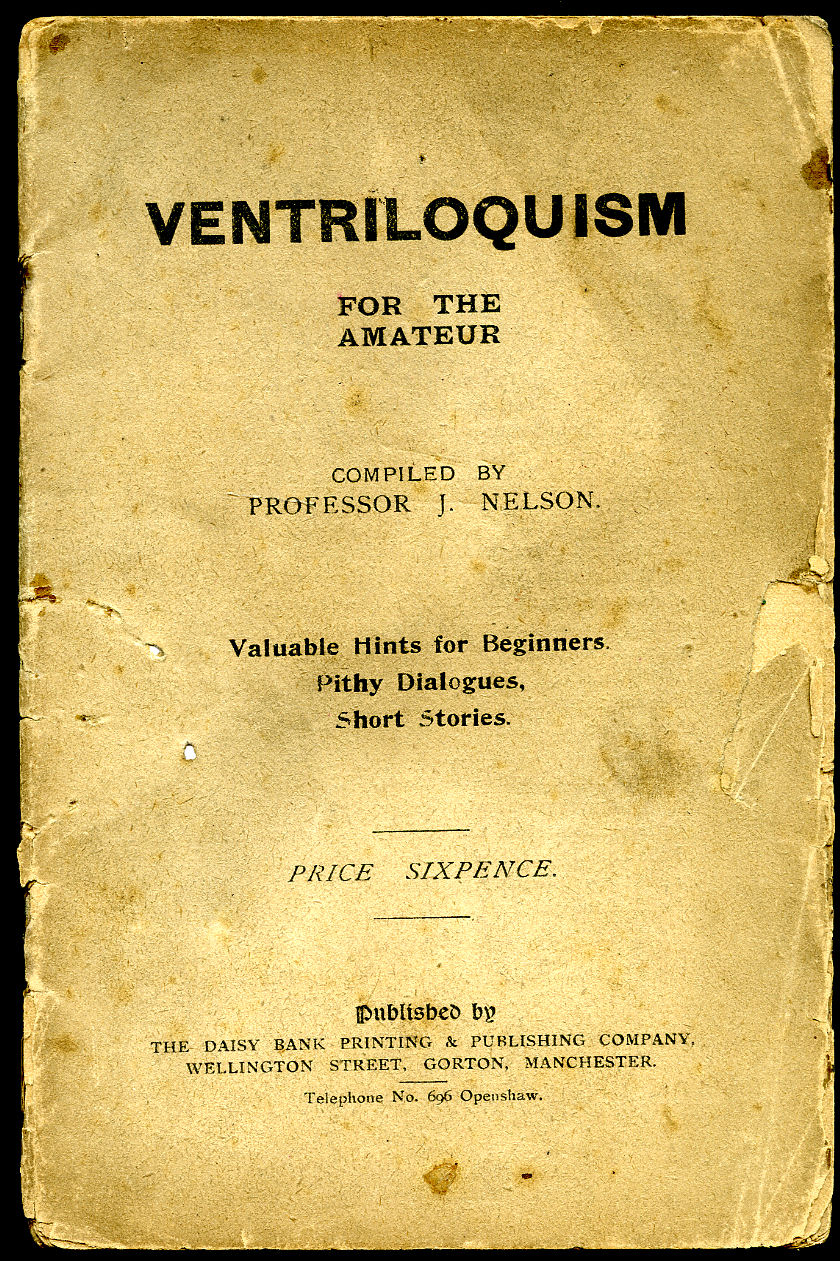 VENTRILOQUISM
FOR THE
AMATEUR
COMPILED BY
PROFESSOR J. NELSON.
Valuable Hints for Beginners.
Pithy Dialogues,
Short Stories.
PRICE SIXPENCE.
Published by
THE DAISY BANK PRINTING & PUBLISHING COMPANY,
WELLINGTON STREET, GORTON, MANCHESTER.
Telephone No. 696 Openshaw.